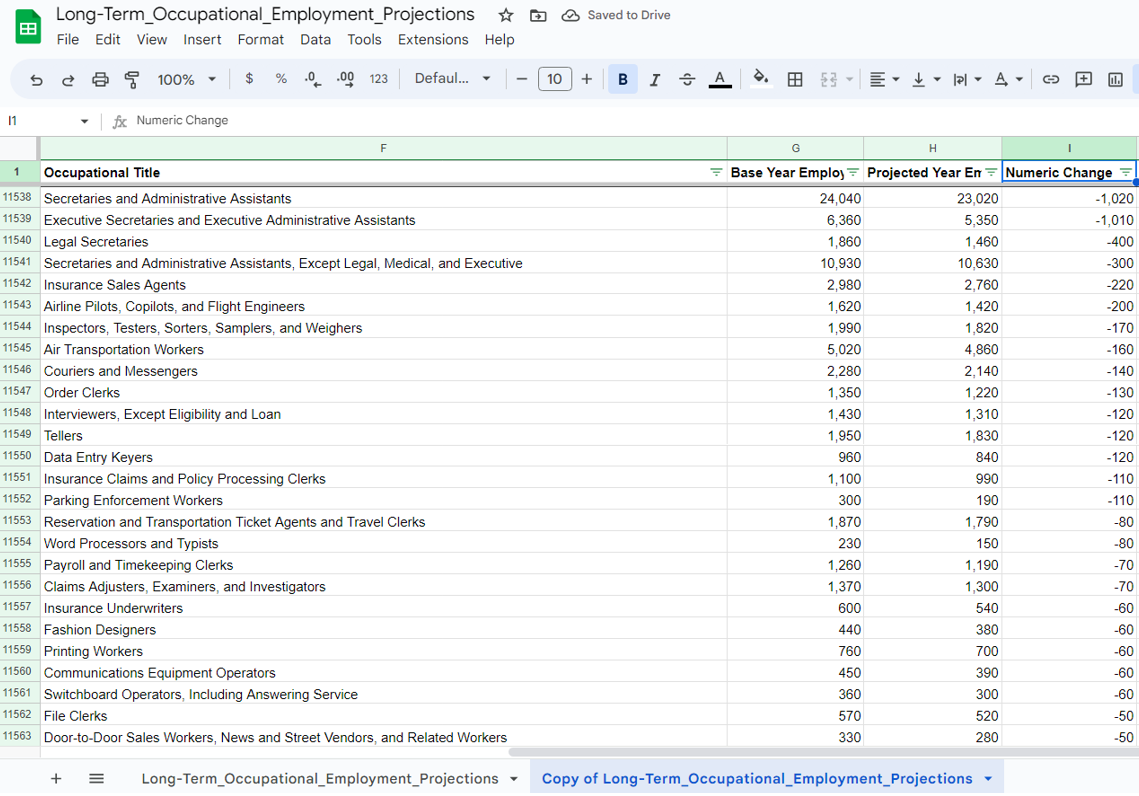 Long-Term_Occupational_Employment_Projections Saved to Drive
File Edit View Insert Format Data Tools Extensions Help
100% $ % .0 .00 123 Defaul... − 10 + B I S A A
I1 fx Numeric Change
F G H I
1 Occupational Title Base Year Employ Projected Year Em Numeric Change
11538 Secretaries and Administrative Assistants 24,040 23,020 -1,020
11539 Executive Secretaries and Executive Administrative Assistants 6,360 5,350 -1,010
11540 Legal Secretaries 1,860 1,460 -400
11541 Secretaries and Administrative Assistants, Except Legal, Medical, and Executive 10,930 10,630 -300
11542 Insurance Sales Agents 2,980 2,760 -220
11543 Airline Pilots, Copilots, and Flight Engineers 1,620 1,420 -200
11544 Inspectors, Testers, Sorters, Samplers, and Weighers 1,990 1,820 -170
11545 Air Transportation Workers 5,020 4,860 -160
11546 Couriers and Messengers 2,280 2,140 -140
11547 Order Clerks 1,350 1,220 -130
11548 Interviewers, Except Eligibility and Loan 1,430 1,310 -120
11549 Tellers 1,950 1,830 -120
11550 Data Entry Keyers 960 840 -120
11551 Insurance Claims and Policy Processing Clerks 1,100 990 -110
11552 Parking Enforcement Workers 300 190 -110
11553 Reservation and Transportation Ticket Agents and Travel Clerks 1,870 1,790 -80
11554 Word Processors and Typists 230 150 -80
11555 Payroll and Timekeeping Clerks 1,260 1,190 -70
11556 Claims Adjusters, Examiners, and Investigators 1,370 1,300 -70
11557 Insurance Underwriters 600 540 -60
11558 Fashion Designers 440 380 -60
11559 Printing Workers 760 700 -60
11560 Communications Equipment Operators 450 390 -60
11561 Switchboard Operators, Including Answering Service 360 300 -60
11562 File Clerks 570 520 -50
11563 Door-to-Door Sales Workers, News and Street Vendors, and Related Workers 330 280 -50
+ Long-Term_Occupational_Employment_Projections Copy of Long-Term_Occupational_Employment_Projections